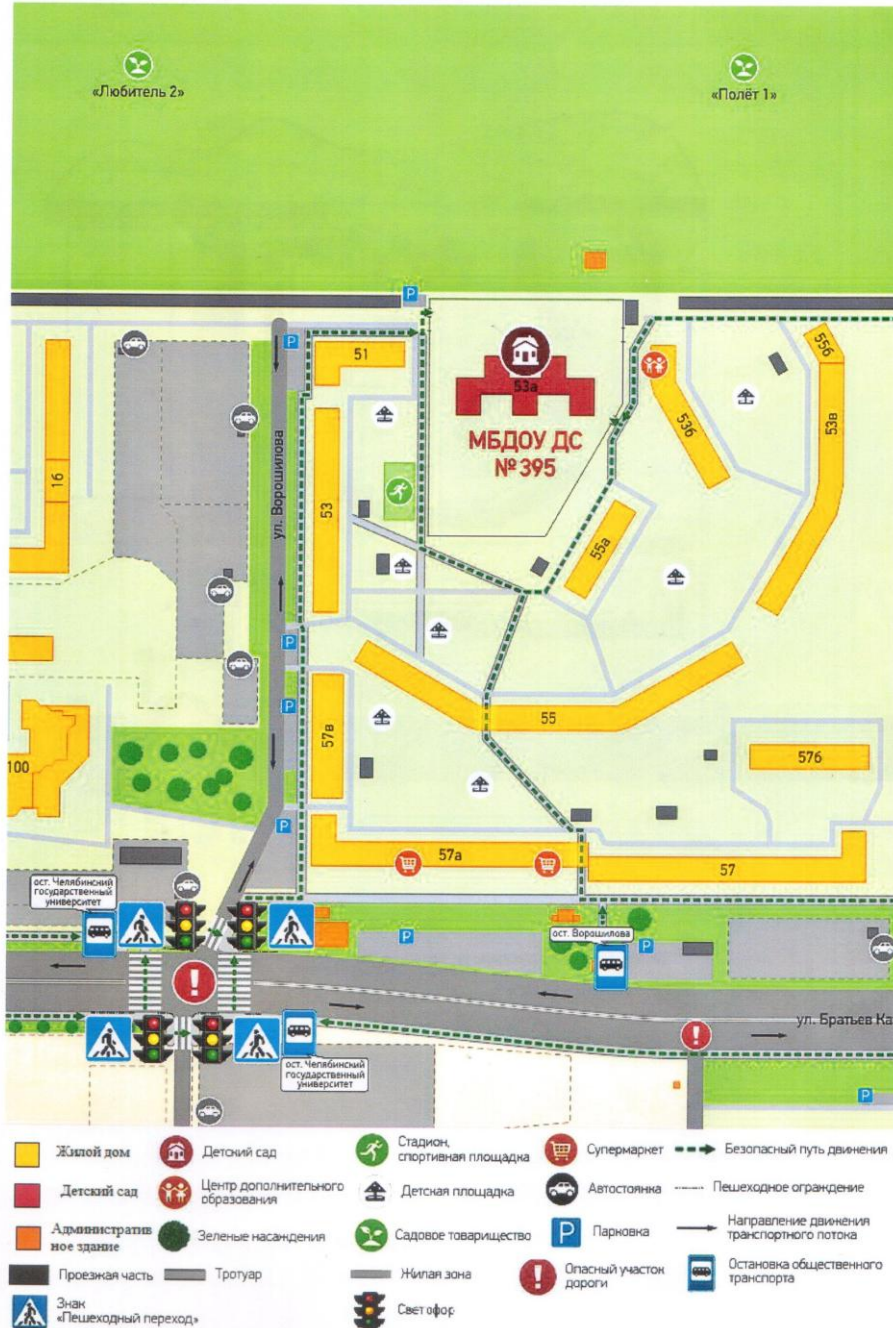 «Любитель 2»
«Полёт 1»
P
51
P
53а
МБДОУ ДС
№ 395
55б
53б
53в
16
ул. Ворошилова
53
55а
P
P
57в
55
57б
100
P
57а
57
ост. Челябинский
государственный
университет
P
ост. Ворошилова
P
ул. Братьев Ка
ост. Челябинский
государственный
университет
P
Жилой дом
Детский сад
Стадион,
спортивная площадка
Супермаркет
Безопасный путь движения
Детский сад
Центр дополнительного
образования
Детская площадка
Автостоянка
Пешеходное ограждение
Административ
ное здание
Зеленые насаждения
Садовое товарищество
P
Парковка
Направление движения
транспортного потока
Проезжая часть
Тротуар
Жилая зона
Опасный участок
дороги
Остановка общественного
транспорта
Знак
«Пешеходный переход»
Светофор